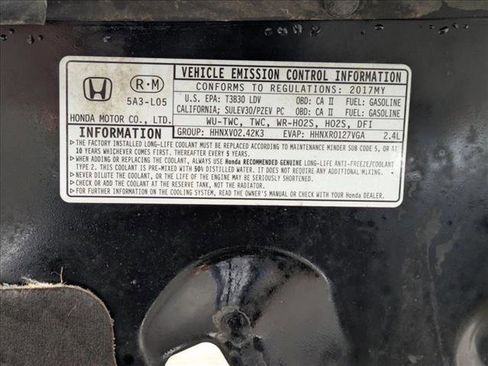 VEHICLE EMISSION CONTROL INFORMATION
CONFORMS TO REGULATIONS: 2017MY
U.S. EPA: T3B30 LDV OBD: CA II FUEL: GASOLINE
CALIFORNIA: SULEV30/PZEV PC OBD: CA II FUEL: GASOLINE
WU-TWC, TWC, WR-HO2S, HO2S, DFI
GROUP: HHNXV02.42K3 EVAP: HHNXR0127VGA 2.4L
R·M
5A3-L05
HONDA MOTOR CO., LTD.
INFORMATION
▶THE FACTORY INSTALLED LONG-LIFE COOLANT MUST BE REPLACED ACCORDING TO MAINTENANCE MINDER SUB CODE 5, OR AT
10 YEARS WHICHEVER COMES FIRST, THEREAFTER EVERY 5 YEARS.
▶WHEN ADDING OR REPLACING COOLANT, ALWAYS USE Honda RECOMMENDED GENUINE LONG-LIFE ANTI-FREEZE/COOLANT
TYPE 2. THIS COOLANT IS PRE-MIXED WITH 50% DISTILLED WATER. IT DOES NOT REQUIRE ANY ADDITIONAL MIXING.
▶NEVER DILUTE THE COOLANT, OR THE LIFE OF THE ENGINE MAY BE SIGNIFICANTLY REDUCED.
▶CHECK AND ADD COOLANT AT THE RESERVE TANK, NOT THE RADIATOR.
▶FOR FURTHER INFORMATION ON THE COOLING SYSTEM, READ THE OWNER'S MANUAL OR CHECK WITH YOUR Honda DEALER.